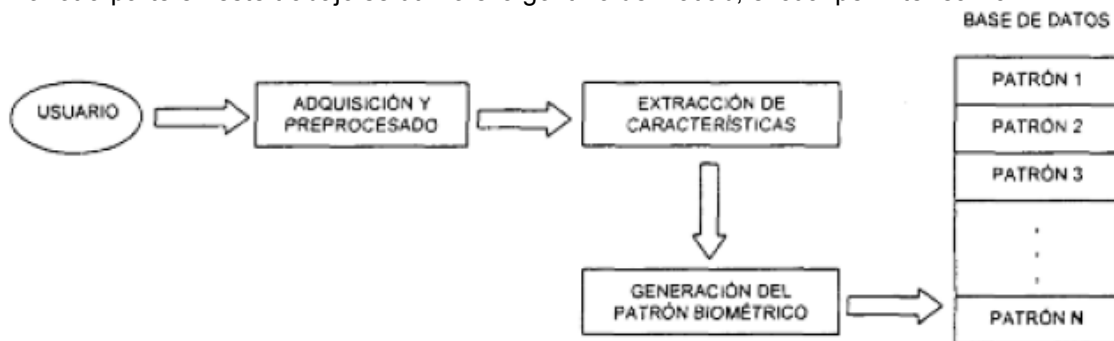 BASE DE DATOS
USUARIO
ADQUISICIÓN Y
PREPROCESADO
EXTRACCIÓN DE
CARACTERÍSTICAS
PATRÓN 1
PATRÓN 2
PATRÓN 3
GENERACIÓN DEL
PATRÓN BIOMÉTRICO
PATRÓN N